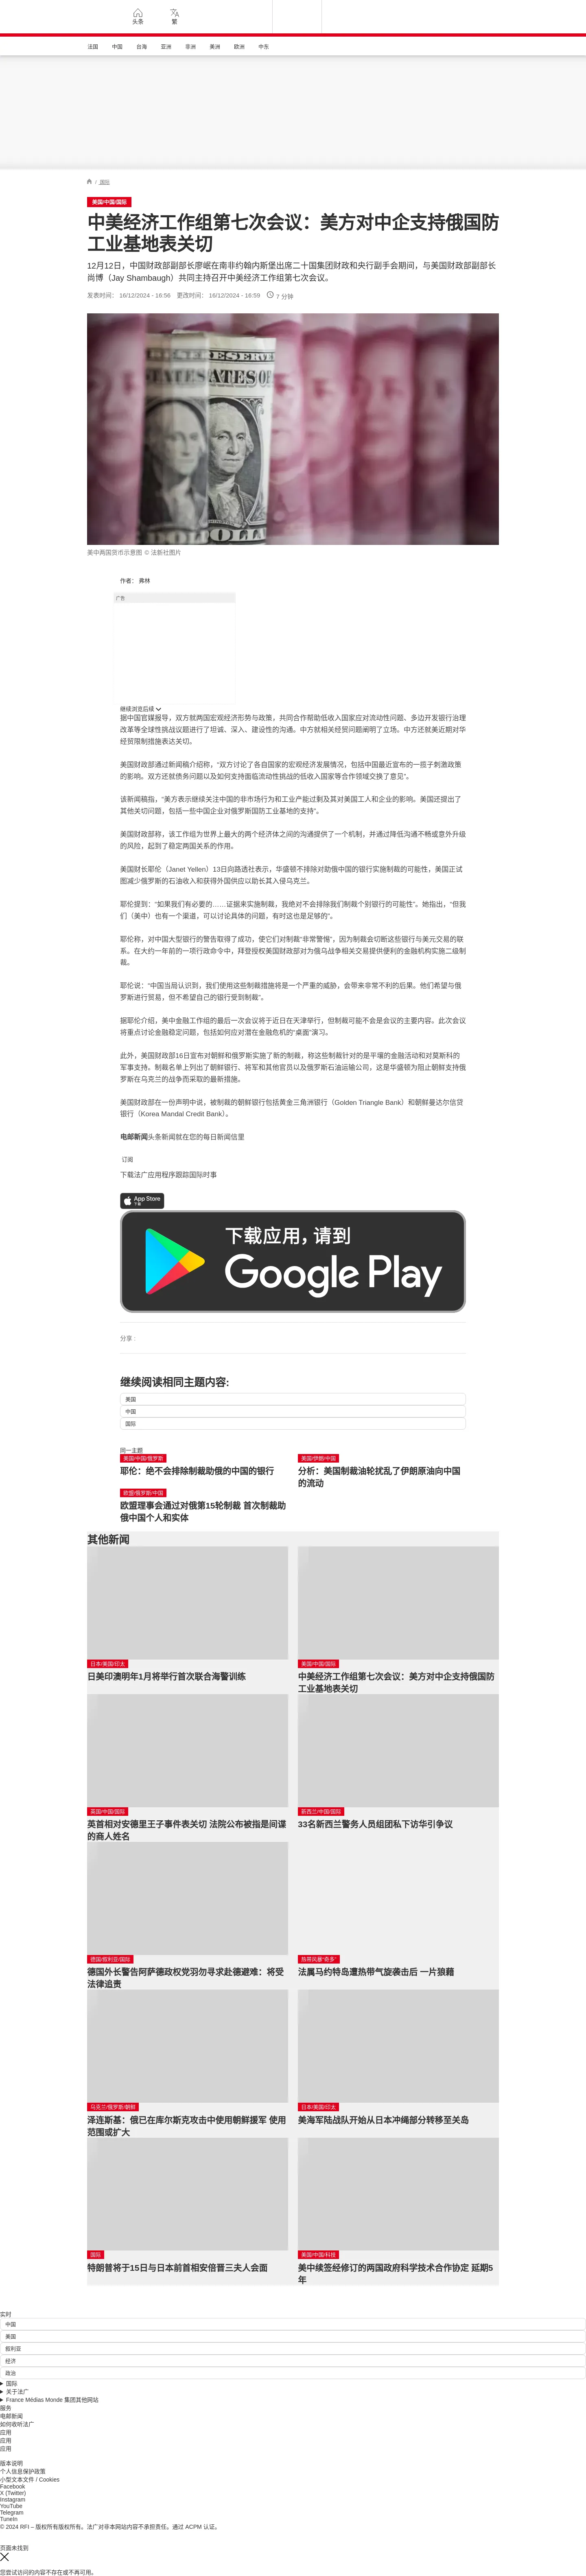 头条
繁
法国
中国
台海
亚洲
非洲
美洲
欧洲
中东
/ 国际
美国/中国/国际
中美经济工作组第七次会议：美方对中企支持俄国防
工业基地表关切
12月12日，中国财政部副部长廖岷在南非约翰内斯堡出席二十国集团财政和央行副手会期间，与美国财政部副部长
尚博（Jay Shambaugh）共同主持召开中美经济工作组第七次会议。
发表时间： 16/12/2024 - 16:56 更改时间： 16/12/2024 - 16:59 7 分钟
美中两国货币示意图 © 法新社图片
作者： 弗林
广告
继续浏览后续
据中国官媒报导，双方就两国宏观经济形势与政策，共同合作帮助低收入国家应对流动性问题、多边开发银行治理
改革等全球性挑战议题进行了坦诚、深入、建设性的沟通。中方就相关经贸问题阐明了立场。中方还就美近期对华
经贸限制措施表达关切。
美国财政部通过新闻稿介绍称，“双方讨论了各自国家的宏观经济发展情况，包括中国最近宣布的一揽子刺激政策
的影响。双方还就债务问题以及如何支持面临流动性挑战的低收入国家等合作领域交换了意见”。
该新闻稿指，“美方表示继续关注中国的非市场行为和工业产能过剩及其对美国工人和企业的影响。美国还提出了
其他关切问题，包括一些中国企业对俄罗斯国防工业基地的支持”。
美国财政部称，该工作组为世界上最大的两个经济体之间的沟通提供了一个机制，并通过降低沟通不畅或意外升级
的风险，起到了稳定两国关系的作用。
美国财长耶伦（Janet Yellen）13日向路透社表示，华盛顿不排除对助俄中国的银行实施制裁的可能性，美国正试
图减少俄罗斯的石油收入和获得外国供应以助长其入侵乌克兰。
耶伦提到：“如果我们有必要的……证据来实施制裁，我绝对不会排除我们制裁个别银行的可能性”。她指出，“但我
们（美中）也有一个渠道，可以讨论具体的问题，有时这也是足够的”。
耶伦称，对中国大型银行的警告取得了成功，使它们对制裁“非常警惕”，因为制裁会切断这些银行与美元交易的联
系。在大约一年前的一项行政命令中，拜登授权美国财政部对为俄乌战争相关交易提供便利的金融机构实施二级制
裁。
耶伦说：“中国当局认识到，我们使用这些制裁措施将是一个严重的威胁，会带来非常不利的后果。他们希望与俄
罗斯进行贸易，但不希望自己的银行受到制裁”。
据耶伦介绍，美中金融工作组的最后一次会议将于近日在天津举行，但制裁可能不会是会议的主要内容。此次会议
将重点讨论金融稳定问题，包括如何应对潜在金融危机的“桌面”演习。
此外，美国财政部16日宣布对朝鲜和俄罗斯实施了新的制裁，称这些制裁针对的是平壤的金融活动和对莫斯科的
军事支持。制裁名单上列出了朝鲜银行、将军和其他官员以及俄罗斯石油运输公司，这是华盛顿为阻止朝鲜支持俄
罗斯在乌克兰的战争而采取的最新措施。
美国财政部在一份声明中说，被制裁的朝鲜银行包括黄金三角洲银行（Golden Triangle Bank）和朝鲜曼达尔信贷
银行（Korea Mandal Credit Bank）。
电邮新闻头条新闻就在您的每日新闻信里
订阅
下载法广应用程序跟踪国际时事
App Store
下载
下载应用，请到
Google Play
分享 :
继续阅读相同主题内容:
美国
中国
国际
同一主题
美国/中国/俄罗斯
耶伦：绝不会排除制裁助俄的中国的银行
美国/伊朗/中国
分析：美国制裁油轮扰乱了伊朗原油向中国
的流动
欧盟/俄罗斯/中国
欧盟理事会通过对俄第15轮制裁 首次制裁助
俄中国个人和实体
其他新闻
日本/美国/印太
日美印澳明年1月将举行首次联合海警训练
美国/中国/国际
中美经济工作组第七次会议：美方对中企支持俄国防
工业基地表关切
英国/中国/国际
英首相对安德里王子事件表关切 法院公布被指是间谍
的商人姓名
新西兰/中国/国际
33名新西兰警务人员组团私下访华引争议
德国/叙利亚/国际
德国外长警告阿萨德政权党羽勿寻求赴德避难：将受
法律追责
热带风暴“奇多”
法属马约特岛遭热带气旋袭击后 一片狼藉
乌克兰/俄罗斯/朝鲜
泽连斯基：俄已在库尔斯克攻击中使用朝鲜援军 使用
范围或扩大
日本/美国/印太
美海军陆战队开始从日本冲绳部分转移至关岛
国际
特朗普将于15日与日本前首相安倍晋三夫人会面
美国/中国/科技
美中续签经修订的两国政府科学技术合作协定 延期5
年
实时
中国
美国
叙利亚
经济
政治
国际
关于法广
France Médias Monde 集团其他网站
服务
电邮新闻
如何收听法广
应用
应用
应用
版本说明
个人信息保护政策
小型文本文件 / Cookies
Facebook
X (Twitter)
Instagram
YouTube
Telegram
TuneIn
© 2024 RFI – 版权所有版权所有。法广对非本网站内容不承担责任。通过 ACPM 认证。
页面未找到
您尝试访问的内容不存在或不再可用。